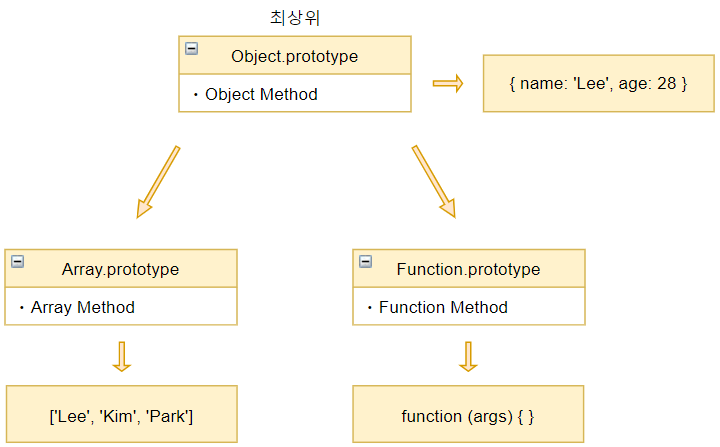 최상위
Object.prototype
・Object Method
{ name: 'Lee', age: 28 }
Array.prototype
・Array Method
Function.prototype
・Function Method
['Lee', 'Kim', 'Park']
function (args) { }